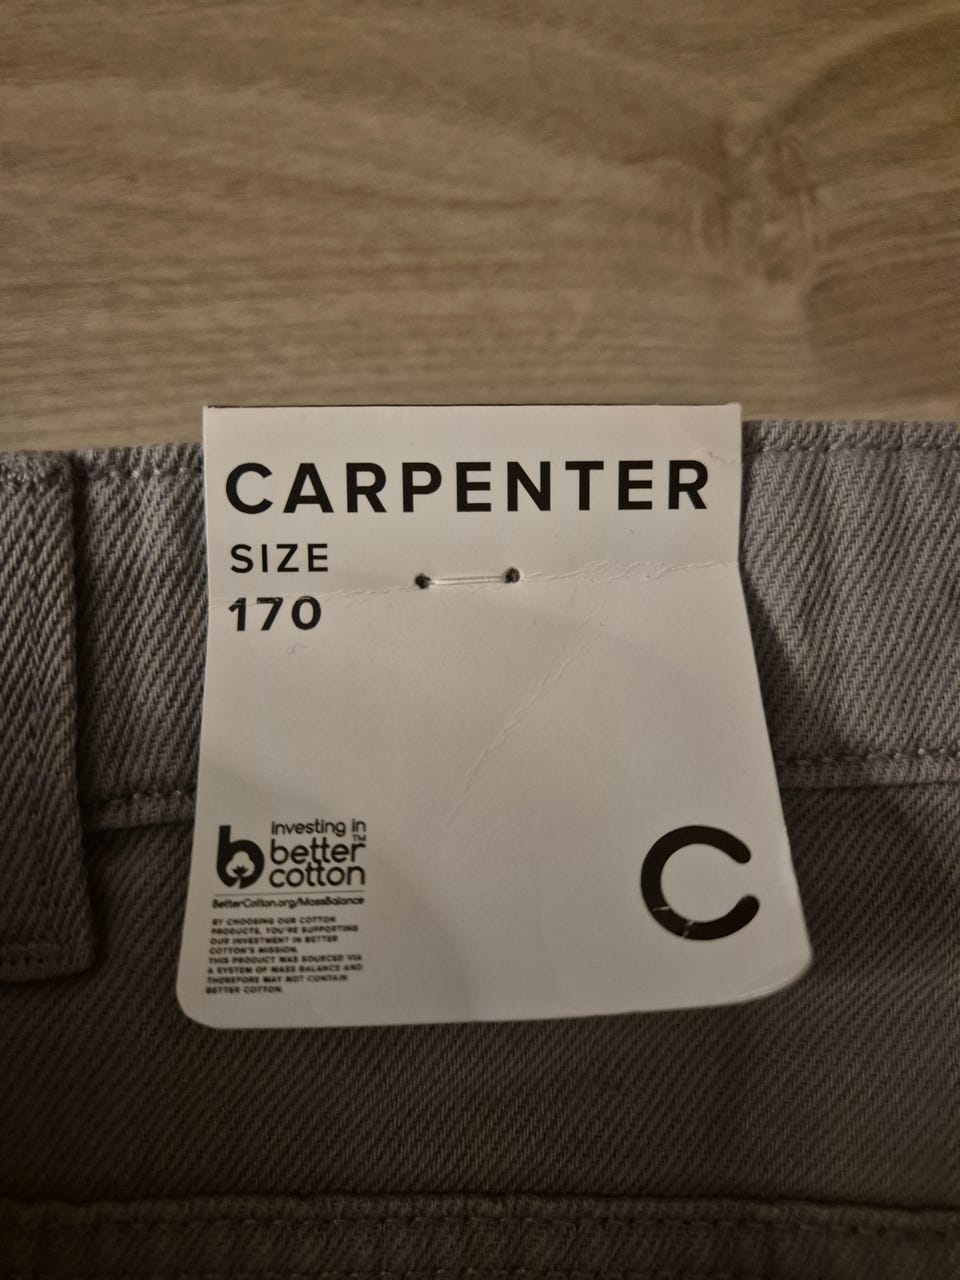 CARPENTER
SIZE
170
investing in
better™
cotton
BetterCotton.org/MassBalance
BY CHOOSING OUR COTTON
PRODUCTS, YOU'RE SUPPORTING
OUR INVESTMENT IN BETTER
COTTON'S MISSION.
THIS PRODUCT WAS SOURCED VIA
A SYSTEM OF MASS BALANCE AND
THEREFORE MAY NOT CONTAIN
BETTER COTTON.
C